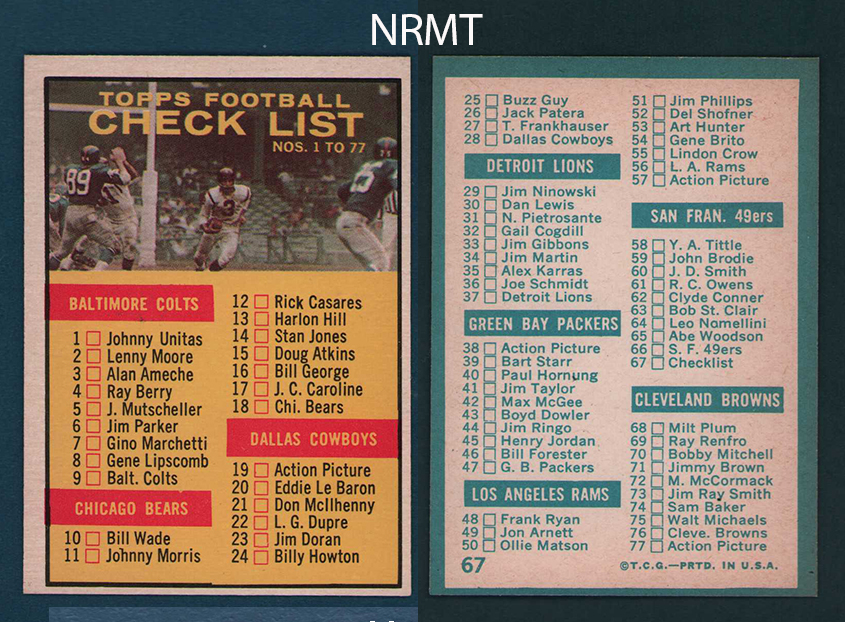 NRMT
TOPPS FOOTBALL
CHECK LIST
NOS. 1 TO 77
89
BALTIMORE COLTS
1 Johnny Unitas
2 Lenny Moore
3 Alan Ameche
4 Ray Berry
5 J. Mutscheller
6 Jim Parker
7 Gino Marchetti
8 Gene Lipscomb
9 Balt. Colts
CHICAGO BEARS
10 Bill Wade
11 Johnny Morris
12 Rick Casares
13 Harlon Hill
14 Stan Jones
15 Doug Atkins
16 Bill George
17 J. C. Caroline
18 Chi. Bears
DALLAS COWBOYS
19 Action Picture
20 Eddie Le Baron
21 Don McIlhenny
22 L. G. Dupre
23 Jim Doran
24 Billy Howton
25 Buzz Guy
26 Jack Patera
27 T. Frankhauser
28 Dallas Cowboys
DETROIT LIONS
29 Jim Ninowski
30 Dan Lewis
31 N. Pietrosante
32 Gail Cogdill
33 Jim Gibbons
34 Jim Martin
35 Alex Karras
36 Joe Schmidt
37 Detroit Lions
GREEN BAY PACKERS
38 Action Picture
39 Bart Starr
40 Paul Hornung
41 Jim Taylor
42 Max McGee
43 Boyd Dowler
44 Jim Ringo
45 Henry Jordan
46 Bill Forester
47 G. B. Packers
LOS ANGELES RAMS
48 Frank Ryan
49 Jon Arnett
50 Ollie Matson
51 Jim Phillips
52 Del Shofner
53 Art Hunter
54 Gene Brito
55 Lindon Crow
56 L. A. Rams
57 Action Picture
SAN FRAN. 49ers
58 Y. A. Tittle
59 John Brodie
60 J. D. Smith
61 R. C. Owens
62 Clyde Conner
63 Bob St. Clair
64 Leo Nomellini
65 Abe Woodson
66 S. F. 49ers
67 Checklist
CLEVELAND BROWNS
68 Milt Plum
69 Ray Renfro
70 Bobby Mitchell
71 Jimmy Brown
72 M. McCormack
73 Jim Ray Smith
74 Sam Baker
75 Walt Michaels
76 Cleve. Browns
77 Action Picture
67
©T.C.G.—PRTD. IN U.S.A.